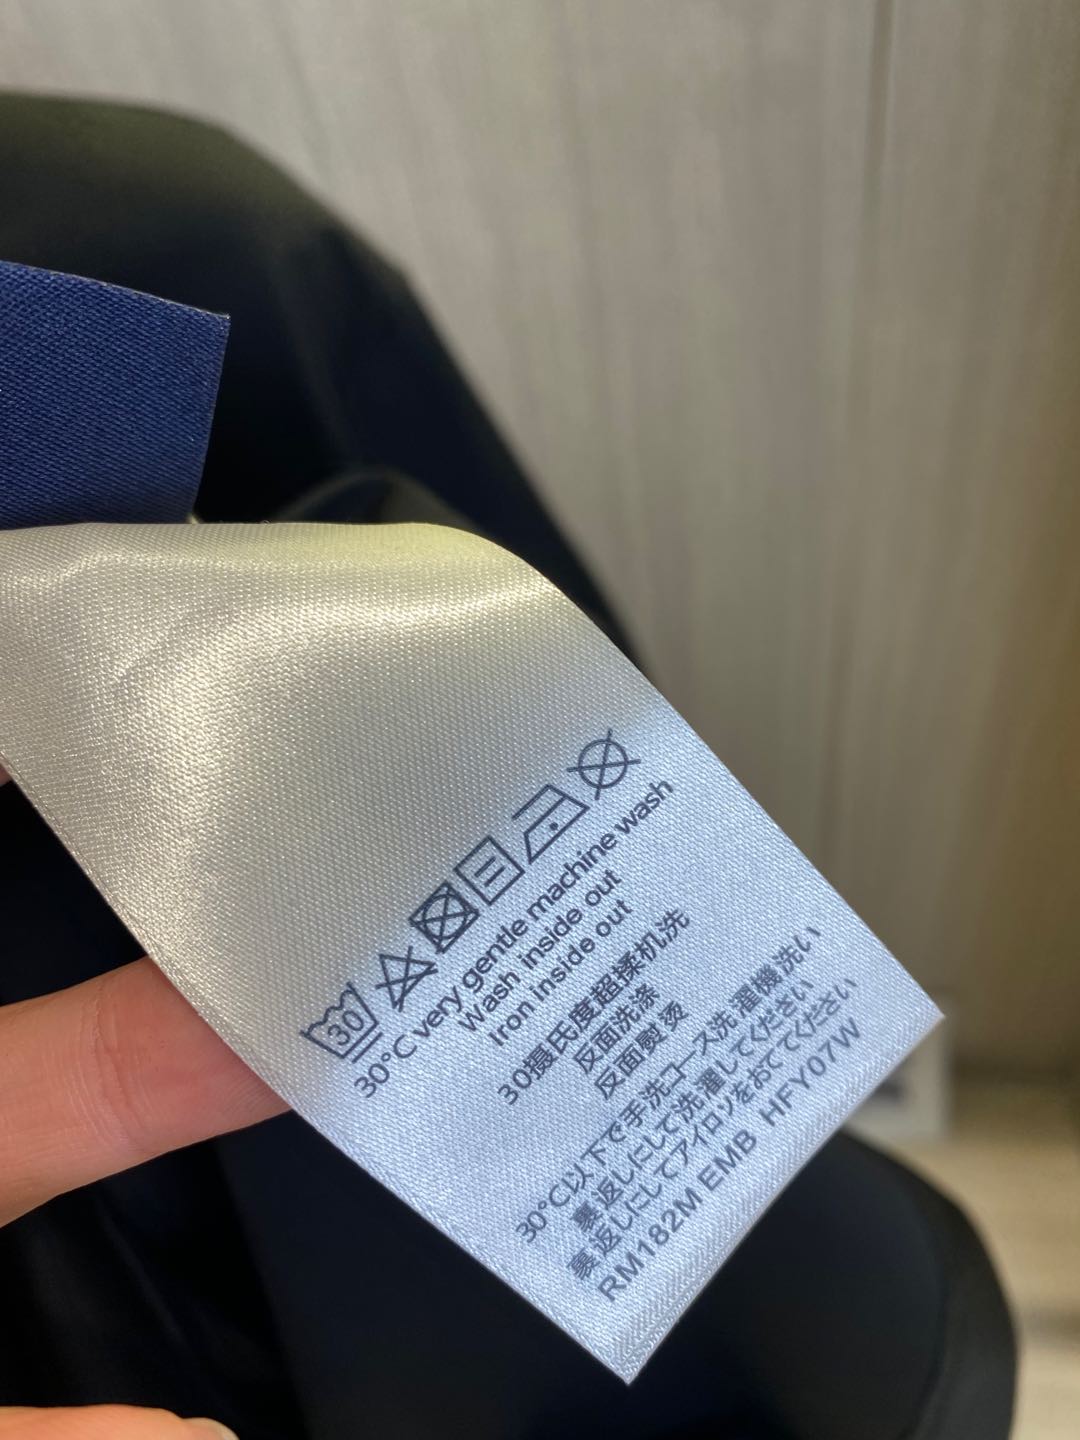 30
30°C very gentle machine wash
Wash inside out
Iron inside out
30摄氏度超揉机洗
反面洗涤
反面熨烫
30°C以下で手洗コース洗濯機洗い
裏返しにして洗濯してください
裏返しにしてアイロソをおててください
RM182M EMB HFY07W